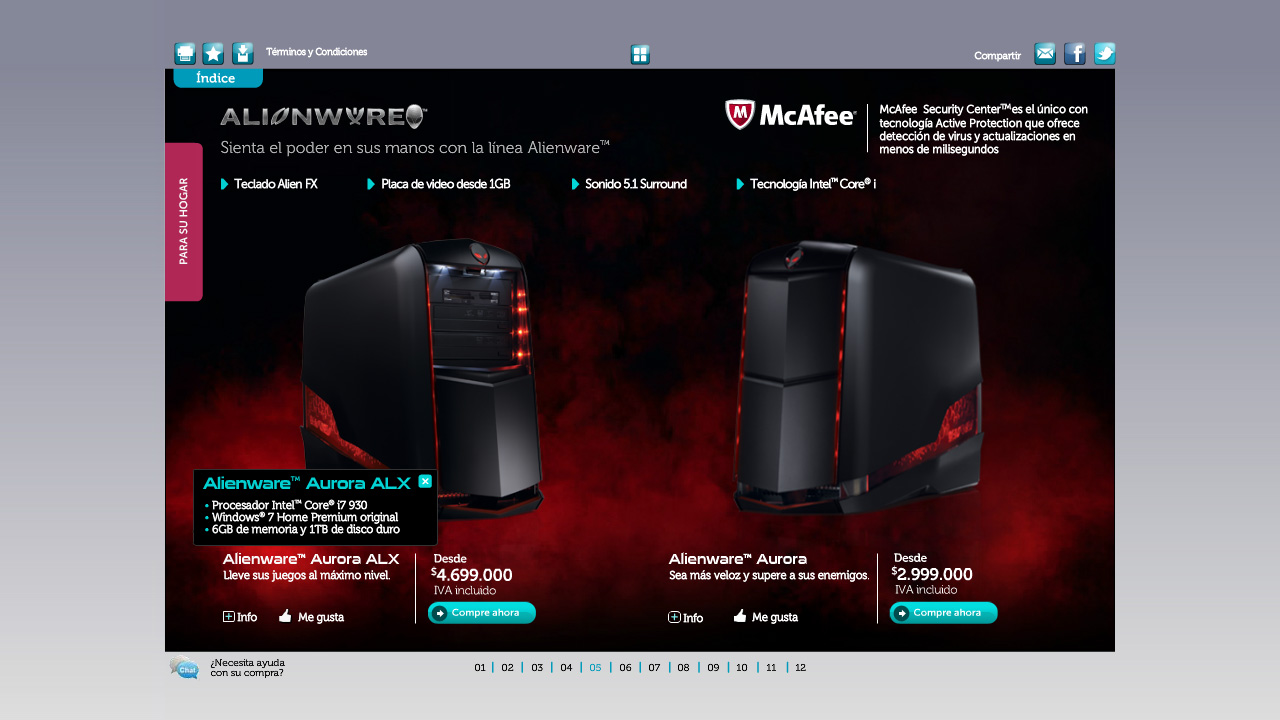 Términos y Condiciones
Compartir
Índice
ALIENWARE™
McAfee™
McAfee Security Center™ es el único con
tecnología Active Protection que ofrece
detección de virus y actualizaciones en
menos de milisegundos
Sienta el poder en sus manos con la línea Alienware™
Teclado Alien FX
Placa de video desde 1GB
Sonido 5.1 Surround
Tecnología Intel™ Core® i
PARA SU HOGAR
Alienware™ Aurora ALX
• Procesador Intel™ Core® i7 930
• Windows® 7 Home Premium original
• 6GB de memoria y 1TB de disco duro
Alienware™ Aurora ALX
Lleve sus juegos al máximo nivel.
Info
Me gusta
Desde
$4.699.000
IVA incluido
Compre ahora
Alienware™ Aurora
Sea más veloz y supere a sus enemigos.
Info
Me gusta
Desde
$2.999.000
IVA incluido
Compre ahora
Chat
¿Necesita ayuda
con su compra?
01 | 02 | 03 | 04 | 05 | 06 | 07 | 08 | 09 | 10 | 11 | 12